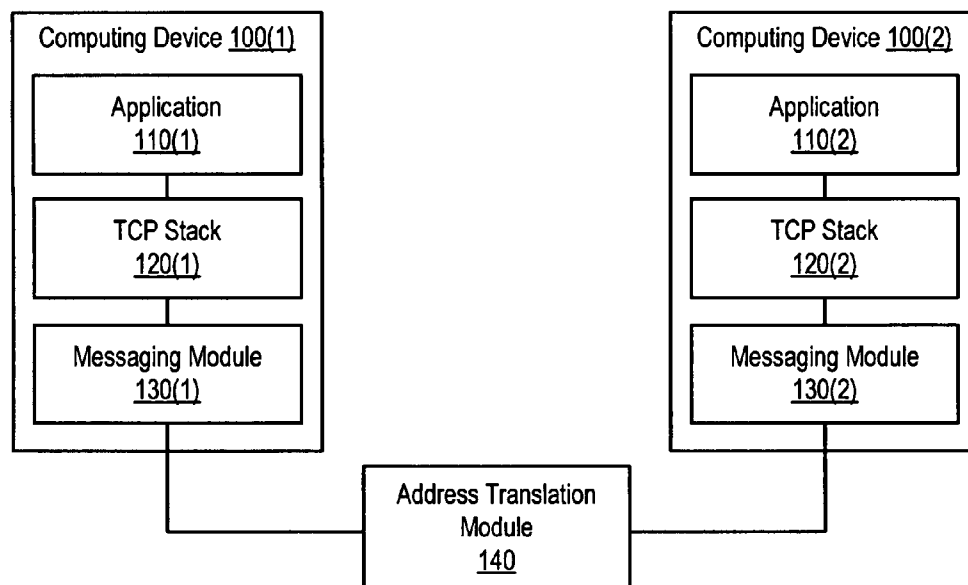 Computing Device 100(1)
Application
110(1)
TCP Stack
120(1)
Messaging Module
130(1)
Computing Device 100(2)
Application
110(2)
TCP Stack
120(2)
Messaging Module
130(2)
Address Translation
Module
140